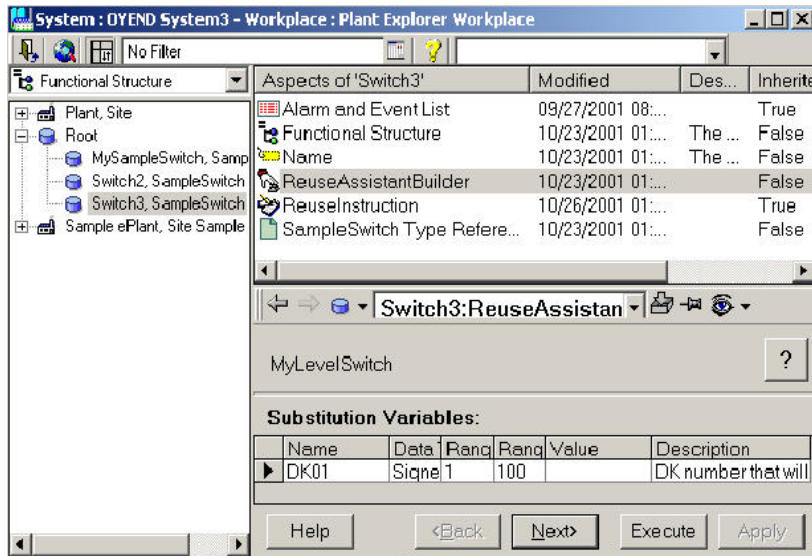 System : OYEND System3 - Workplace : Plant Explorer Workplace
No Filter
Functional Structure
Plant, Site
Root
MySampleSwitch, Samp
Switch2, SampleSwitch
Switch3, SampleSwitch
Sample ePlant, Site Sample
Aspects of 'Switch3' Modified Des... Inherite
Alarm and Event List 09/27/2001 08:... True
Functional Structure 10/23/2001 01:... The ... False
Name 10/23/2001 01:... The ... False
ReuseAssistantBuilder 10/23/2001 01:... False
ReuseInstruction 10/26/2001 01:... True
SampleSwitch Type Refere... 10/23/2001 01:... False
Switch3:ReuseAssistan
MyLevelSwitch ?
Substitution Variables:
Name Data Rang Rang Value Description
DK01 Signe 1 100 DK number that will
Help <Back Next> Execute Apply